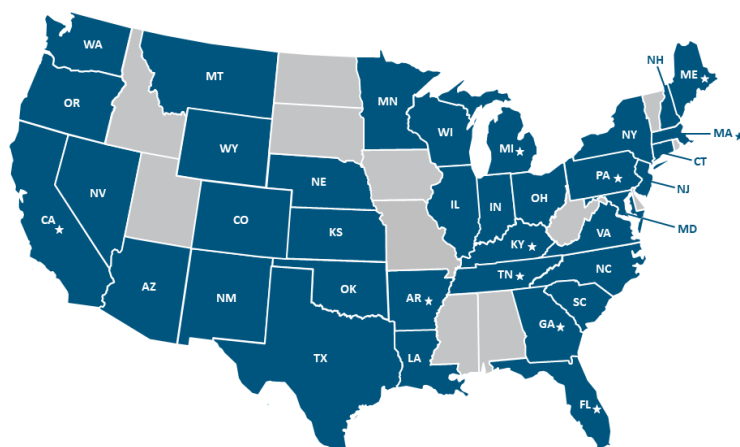 WA
MT
OR
WY
NV
CA ★
CO
NE
KS
AZ
NM
OK
TX
MN
WI
MI ★
IL
IN
OH
KY ★
TN ★
AR ★
LA
NH
ME ★
NY
MA ★
CT
PA ★
NJ
MD
VA
NC
SC
GA ★
FL ★